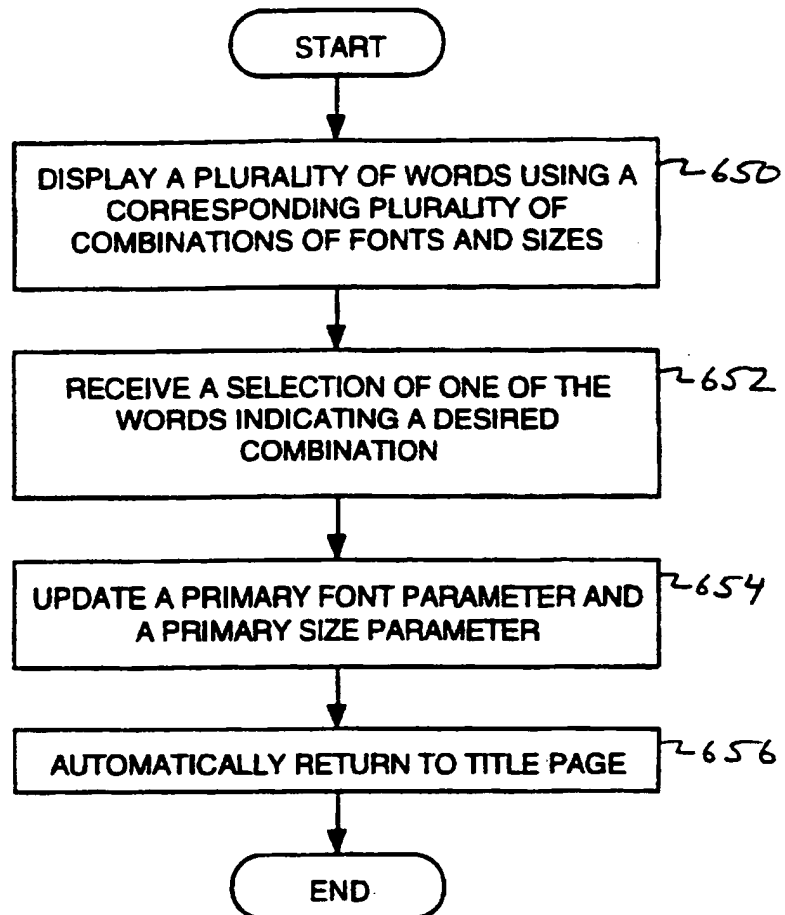 START
DISPLAY A PLURALITY OF WORDS USING A
CORRESPONDING PLURALITY OF
COMBINATIONS OF FONTS AND SIZES
650
RECEIVE A SELECTION OF ONE OF THE
WORDS INDICATING A DESIRED
COMBINATION
652
UPDATE A PRIMARY FONT PARAMETER AND
A PRIMARY SIZE PARAMETER
654
AUTOMATICALLY RETURN TO TITLE PAGE
656
END